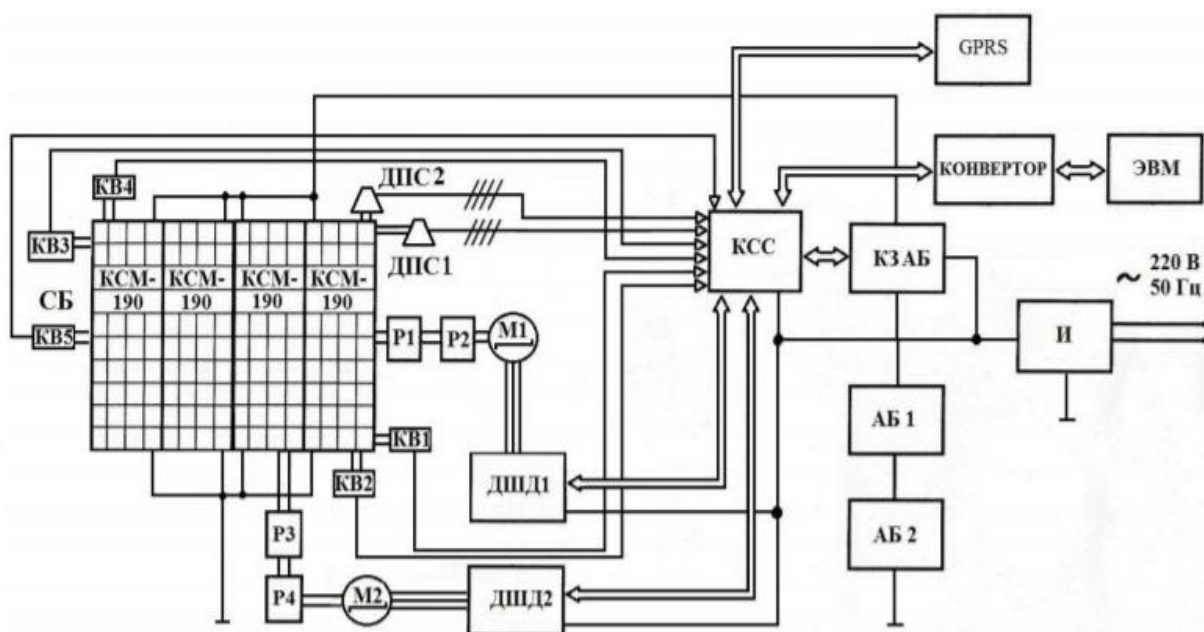 GPRS
КОНВЕРТОР
ЭВМ
КВ4
ДПС2
КВ3
ДПС1
КСС
КЗАБ
~ 220 В
50 Гц
КСМ-190
КСМ-190
КСМ-190
КСМ-190
СБ
КВ5
Р1
Р2
М1
И
АБ 1
КВ1
КВ2
ДШД1
Р3
АБ 2
Р4
М2
ДШД2